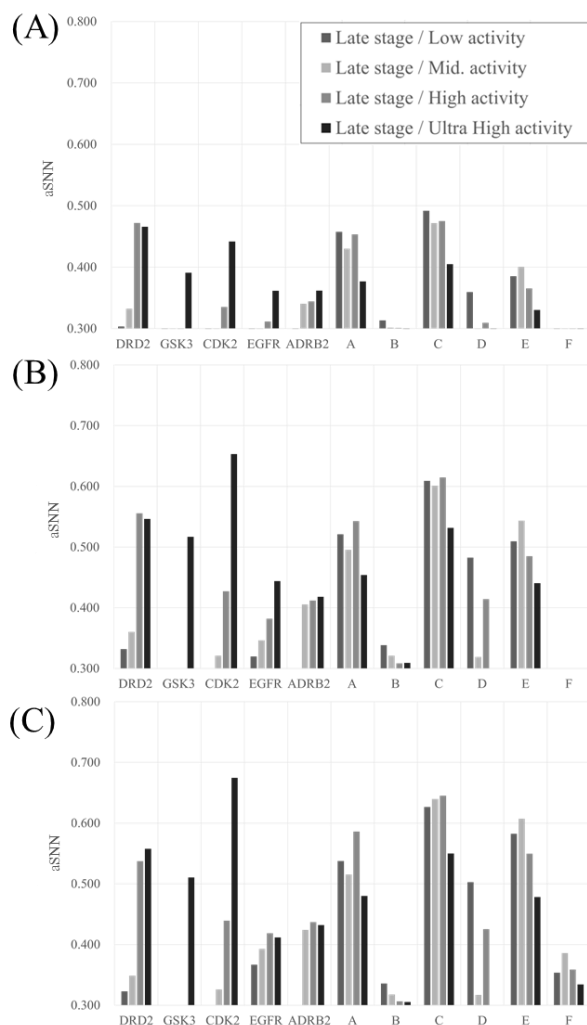 (A)
0.800
0.700
0.600
0.500
0.400
0.300
aSNN
Late stage / Low activity
Late stage / Mid. activity
Late stage / High activity
Late stage / Ultra High activity
DRD2 GSK3 CDK2 EGFR ADRB2 A B C D E F
(B)
0.800
0.700
0.600
0.500
0.400
0.300
aSNN
DRD2 GSK3 CDK2 EGFR ADRB2 A B C D E F
(C)
0.800
0.700
0.600
0.500
0.400
0.300
aSNN
DRD2 GSK3 CDK2 EGFR ADRB2 A B C D E F